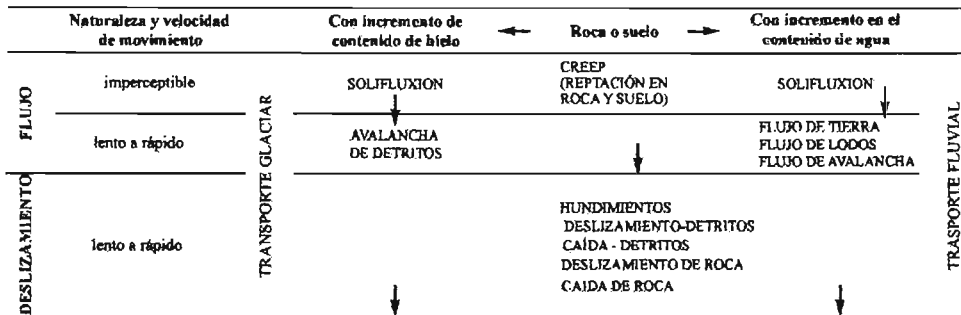 Naturaleza y velocidad
de movimiento
Con incremento de
contenido de hielo
Roca o suelo
Con incremento en el
contenido de agua
FLUJO
imperceptible
SOLIFLUXION
CREEP
(REPTACIÓN EN
ROCA Y SUELO)
SOLIFLUXION
lento a rápido
AVALANCHA
DE DETRITOS
FLUJO DE TIERRA
FLUJO DE LODOS
FLUJO DE AVALANCHA
TRANSPORTE GLACIAR
TRASPORTE FLUVIAL
DESLIZAMIENTO
lento a rápido
HUNDIMIENTOS
DESLIZAMIENTO-DETRITOS
CAÍDA - DETRITOS
DESLIZAMIENTO DE ROCA
CAIDA DE ROCA